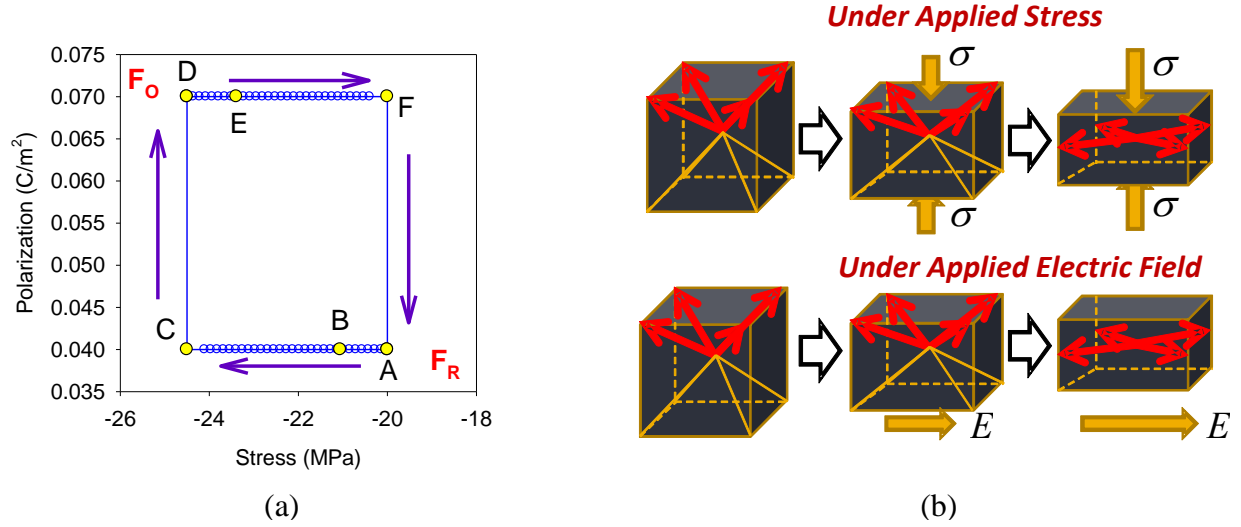 Under Applied Stress
0.075
0.070
0.065
0.060
0.055
0.050
0.045
0.040
0.035
Polarization (C/m²)
F_O
D
E
F
C
B
A
F_R
-26
-24
-22
-20
-18
Stress (MPa)
(a)
σ
σ
σ
σ
Under Applied Electric Field
E
E
(b)